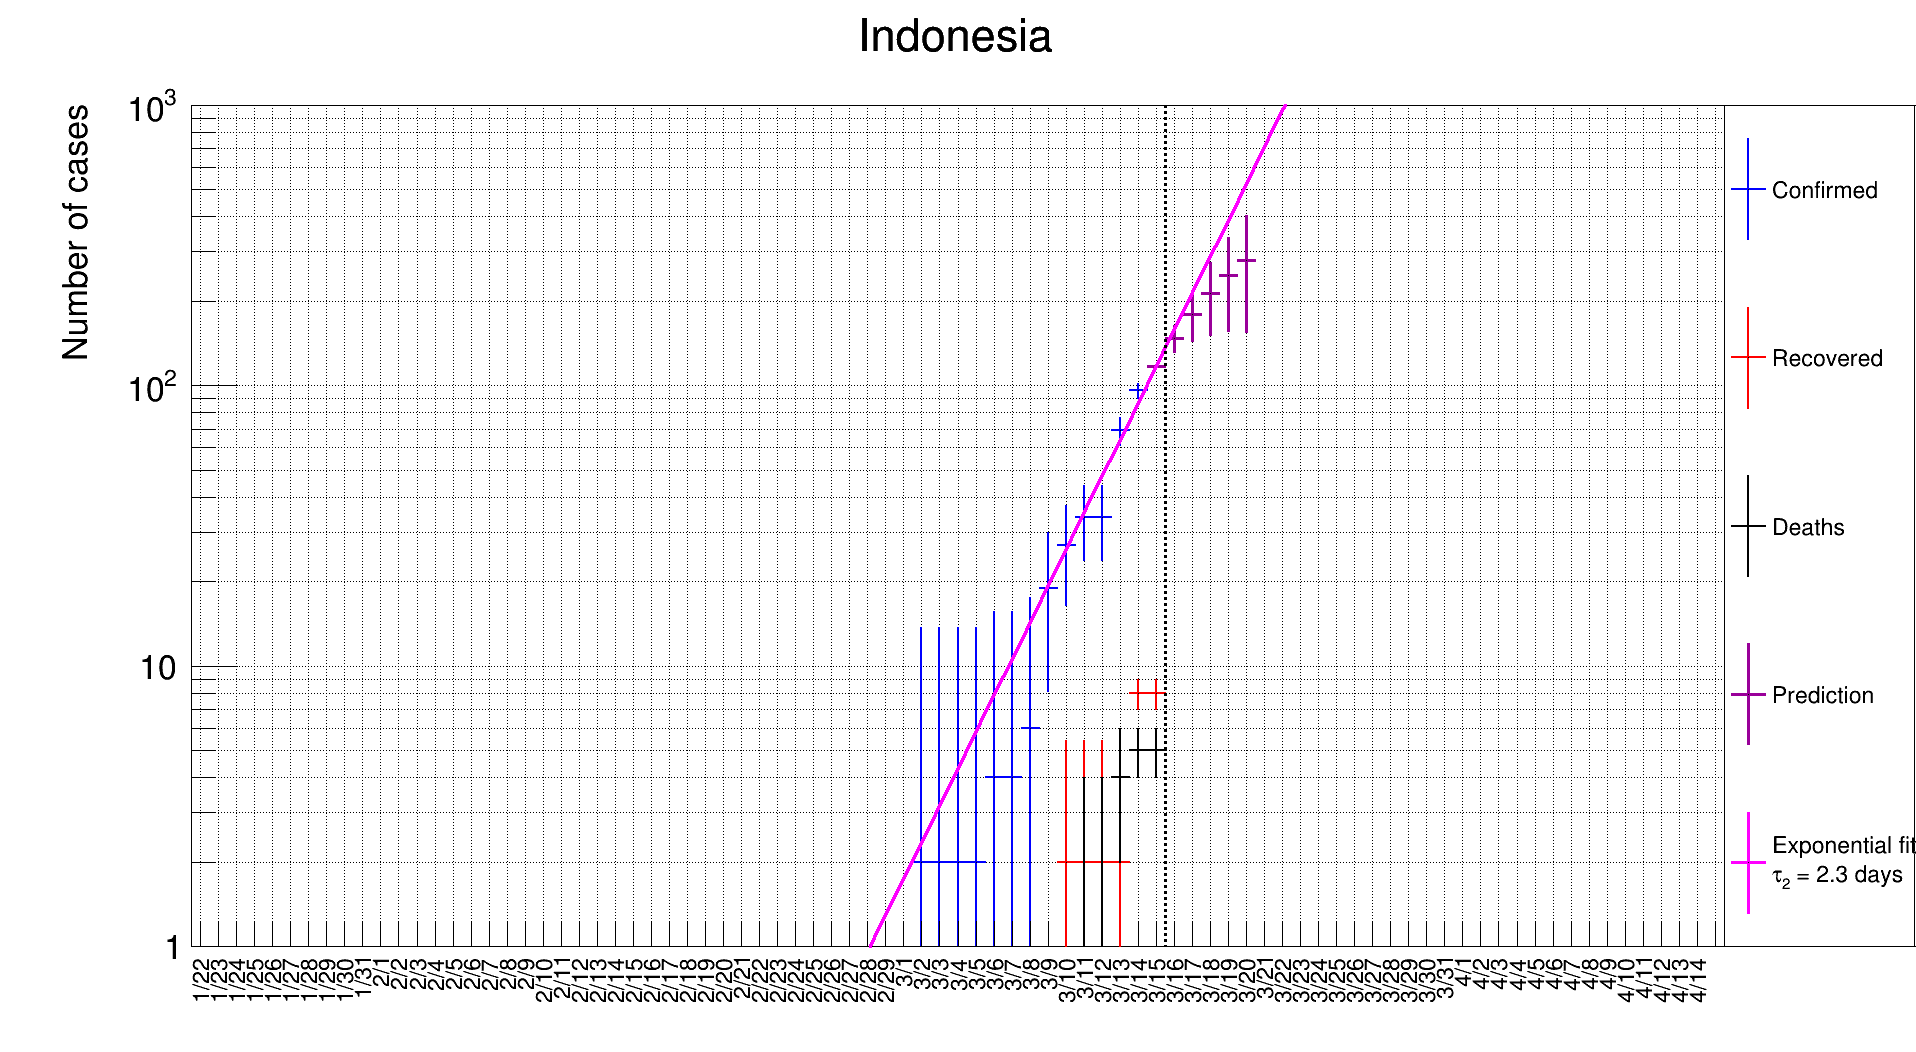 Indonesia
Number of cases
10³
10²
10
1
1/22 1/23 1/24 1/25 1/26 1/27 1/28 1/29 1/30 1/31 2/1 2/2 2/3 2/4 2/5 2/6 2/7 2/8 2/9 2/10 2/11 2/12 2/13 2/14 2/15 2/16 2/17 2/18 2/19 2/20 2/21 2/22 2/23 2/24 2/25 2/26 2/27 2/28 2/29 3/1 3/2 3/3 3/4 3/5 3/6 3/7 3/8 3/9 3/10 3/11 3/12 3/13 3/14 3/15 3/16 3/17 3/18 3/19 3/20 3/21 3/22 3/23 3/24 3/25 3/26 3/27 3/28 3/29 3/30 3/31 4/1 4/2 4/3 4/4 4/5 4/6 4/7 4/8 4/9 4/10 4/11 4/12 4/13 4/14
Confirmed
Recovered
Deaths
Prediction
Exponential fit
τ₂ = 2.3 days